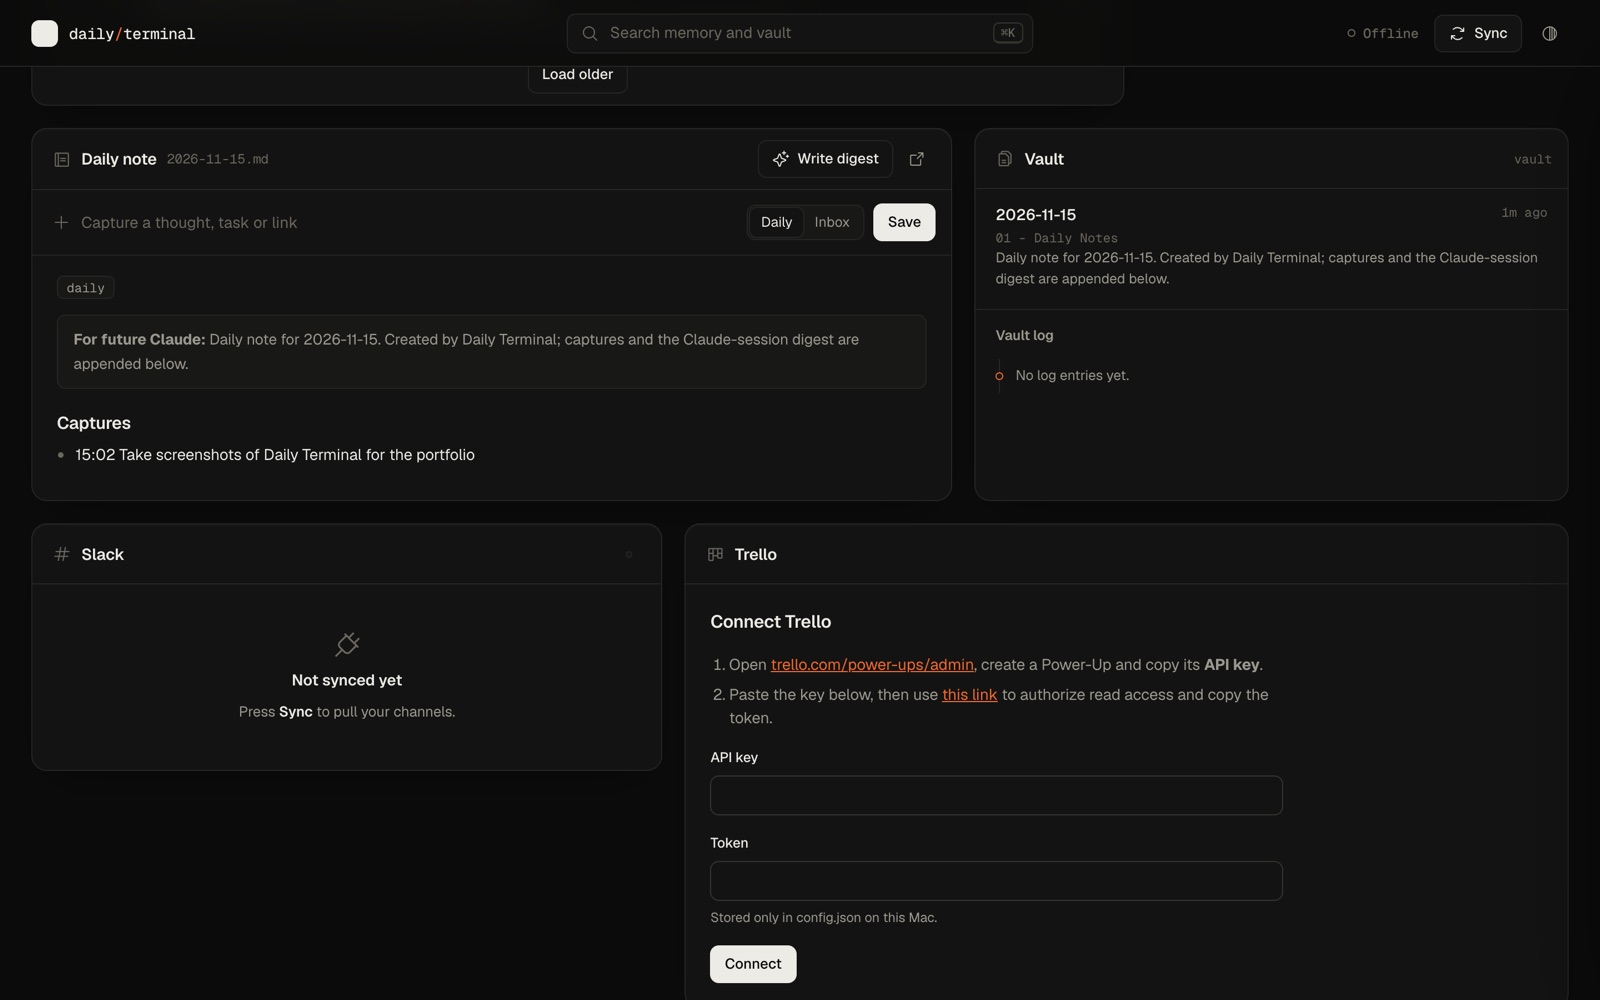 daily/terminal
Search memory and vault
⌘K
Offline
Sync
Load older
Daily note 2026-11-15.md
Write digest
Capture a thought, task or link
Daily
Inbox
Save
daily
For future Claude: Daily note for 2026-11-15. Created by Daily Terminal; captures and the Claude-session digest are
appended below.
Captures
15:02 Take screenshots of Daily Terminal for the portfolio
Vault
vault
2026-11-15
1m ago
01 - Daily Notes
Daily note for 2026-11-15. Created by Daily Terminal; captures and the Claude-session
digest are appended below.
Vault log
No log entries yet.
Slack
Not synced yet
Press Sync to pull your channels.
Trello
Connect Trello
1. Open trello.com/power-ups/admin, create a Power-Up and copy its API key.
2. Paste the key below, then use this link to authorize read access and copy the
token.
API key
Token
Stored only in config.json on this Mac.
Connect